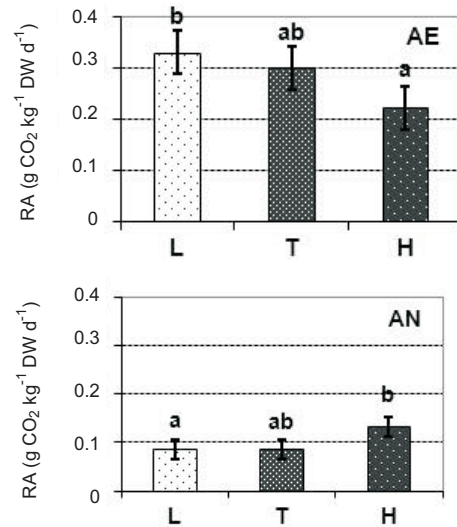 b
0.4
AE
ab
0.3
a
0.2
0.1
0
RA (g CO₂ kg⁻¹ DW d⁻¹)
L T H
0.4
AN
0.3
0.2
b
a ab
0.1
0
RA (g CO₂ kg⁻¹ DW d⁻¹)
L T H